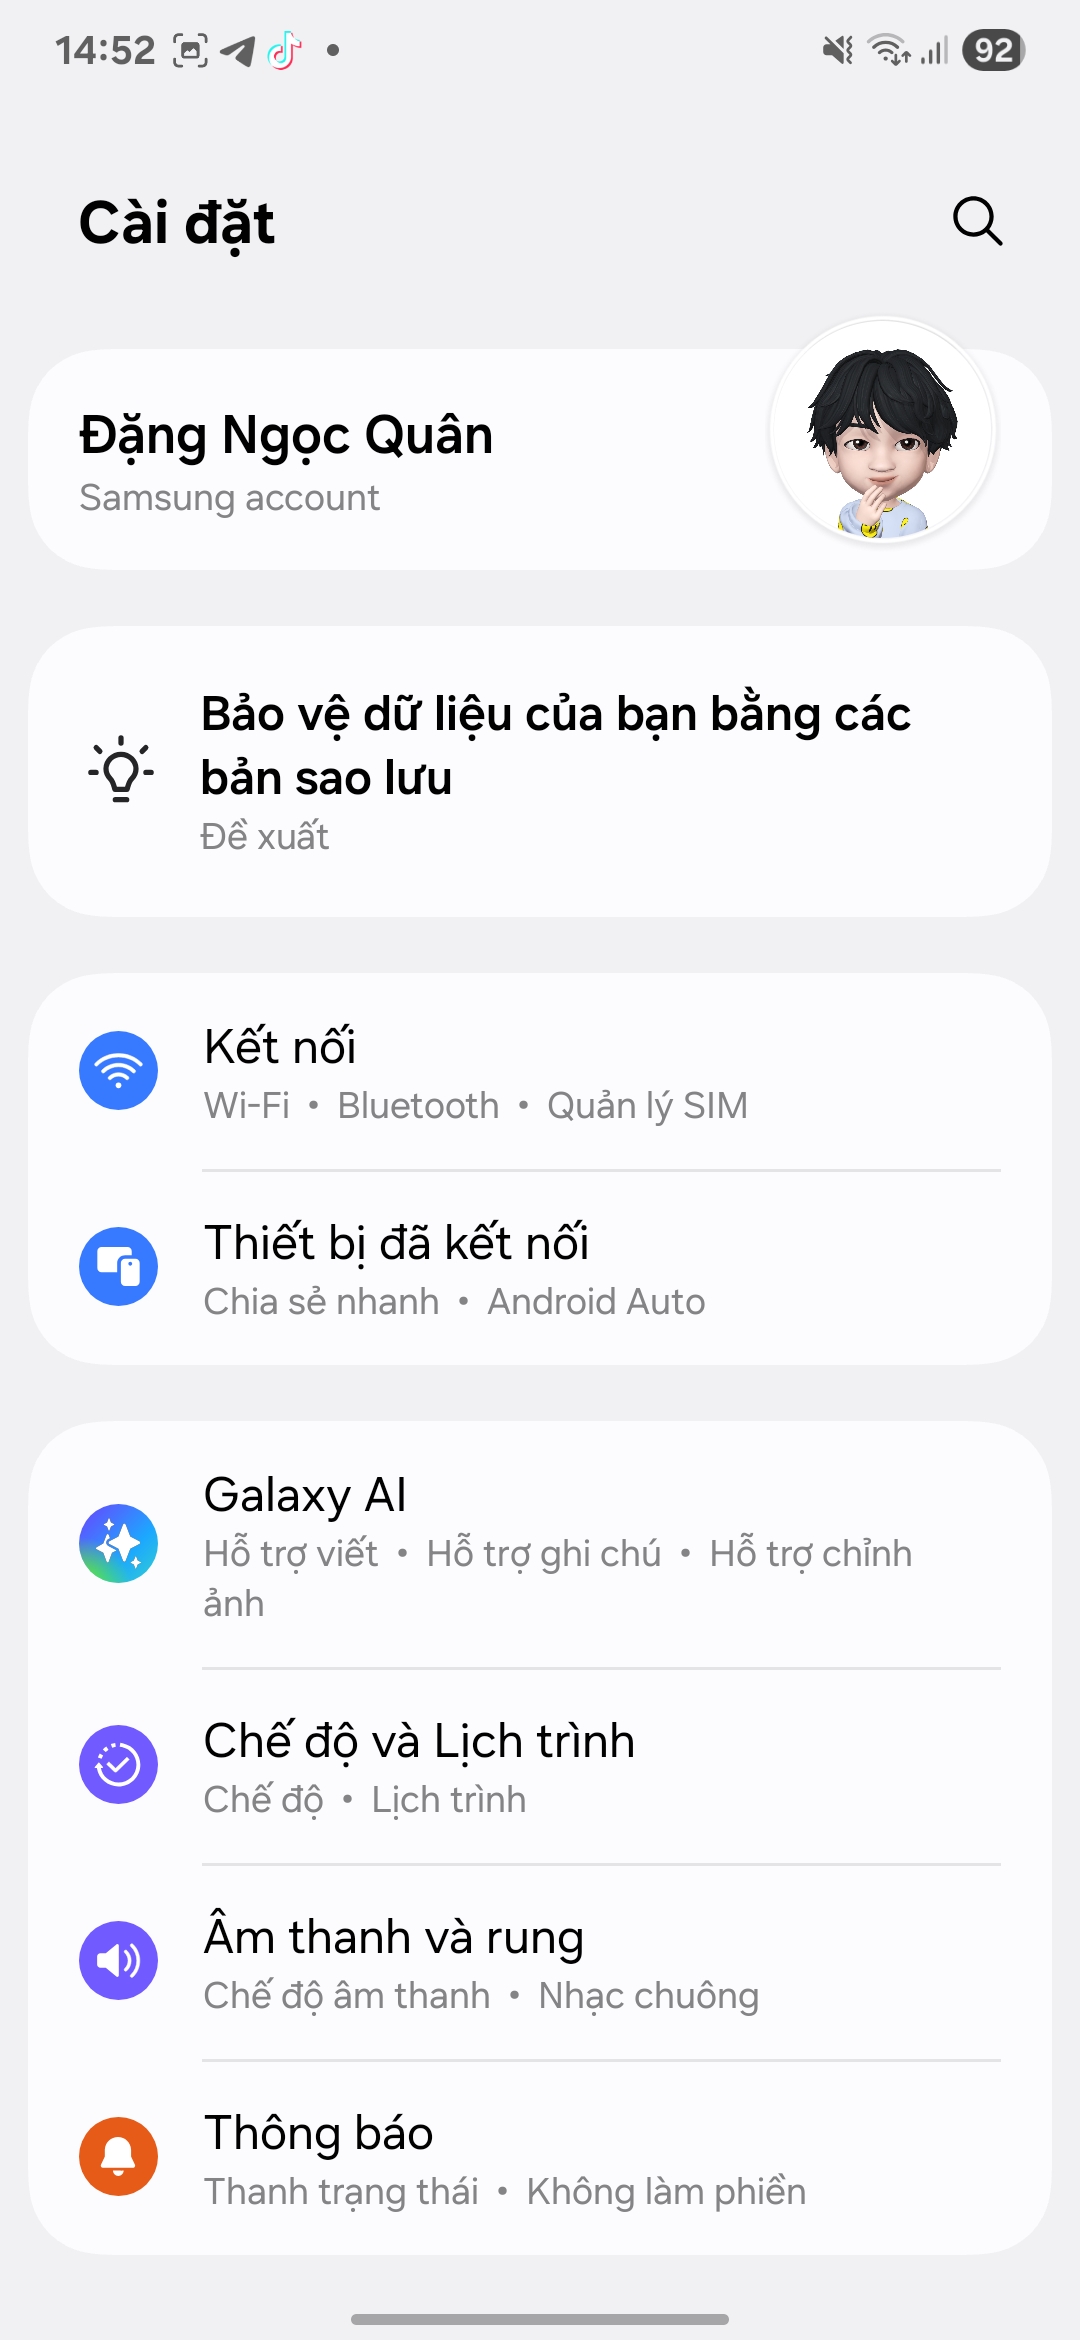 14:52
92
Cài đặt
Đặng Ngọc Quân
Samsung account
Bảo vệ dữ liệu của bạn bằng các
bản sao lưu
Đề xuất
Kết nối
Wi-Fi • Bluetooth • Quản lý SIM
Thiết bị đã kết nối
Chia sẻ nhanh • Android Auto
Galaxy AI
Hỗ trợ viết • Hỗ trợ ghi chú • Hỗ trợ chỉnh
ảnh
Chế độ và Lịch trình
Chế độ • Lịch trình
Âm thanh và rung
Chế độ âm thanh • Nhạc chuông
Thông báo
Thanh trạng thái • Không làm phiền